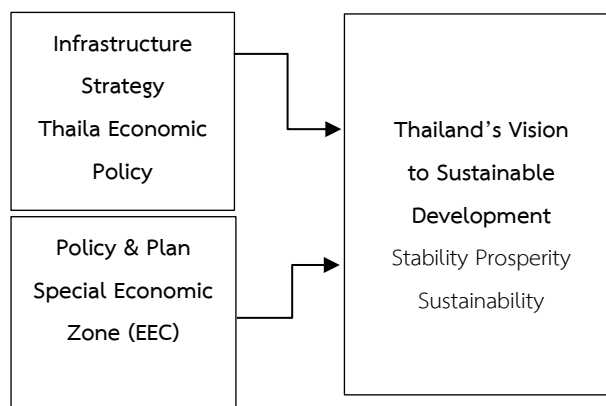 Infrastructure
Strategy
Thaila Economic
Policy
Policy & Plan
Special Economic
Zone (EEC)
Thailand’s Vision
to Sustainable
Development
Stability Prosperity
Sustainability